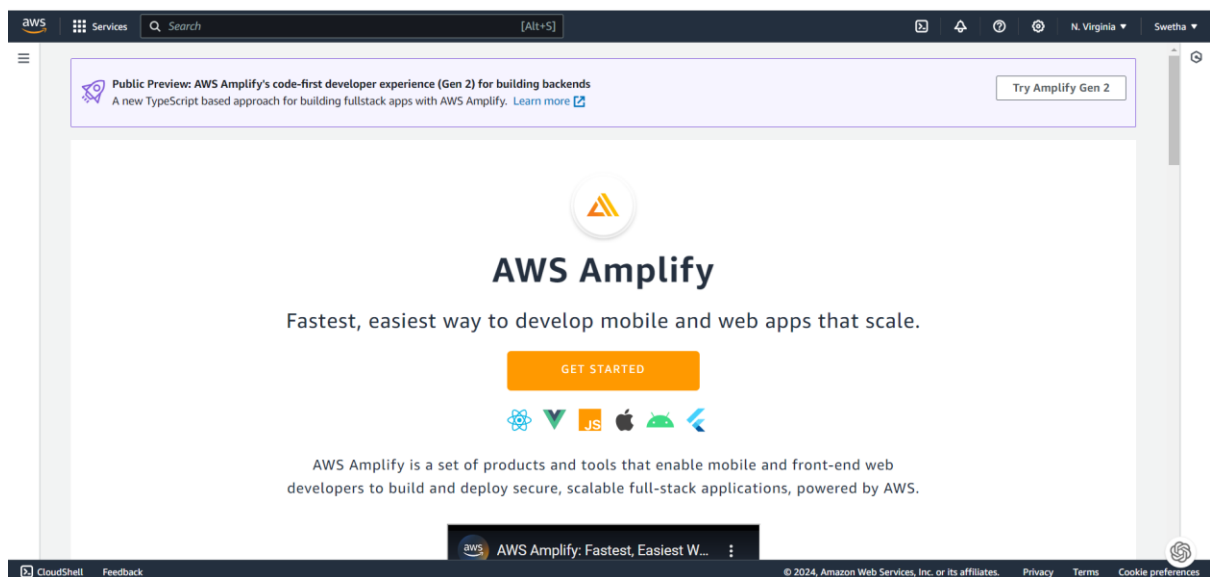 aws Services Search [Alt+S] N. Virginia Swetha
Public Preview: AWS Amplify's code-first developer experience (Gen 2) for building backends
A new TypeScript based approach for building fullstack apps with AWS Amplify. Learn more
Try Amplify Gen 2
AWS Amplify
Fastest, easiest way to develop mobile and web apps that scale.
GET STARTED
JS
AWS Amplify is a set of products and tools that enable mobile and front-end web
developers to build and deploy secure, scalable full-stack applications, powered by AWS.
aws AWS Amplify: Fastest, Easiest W...
CloudShell Feedback © 2024, Amazon Web Services, Inc. or its affiliates. Privacy Terms Cookie preferences